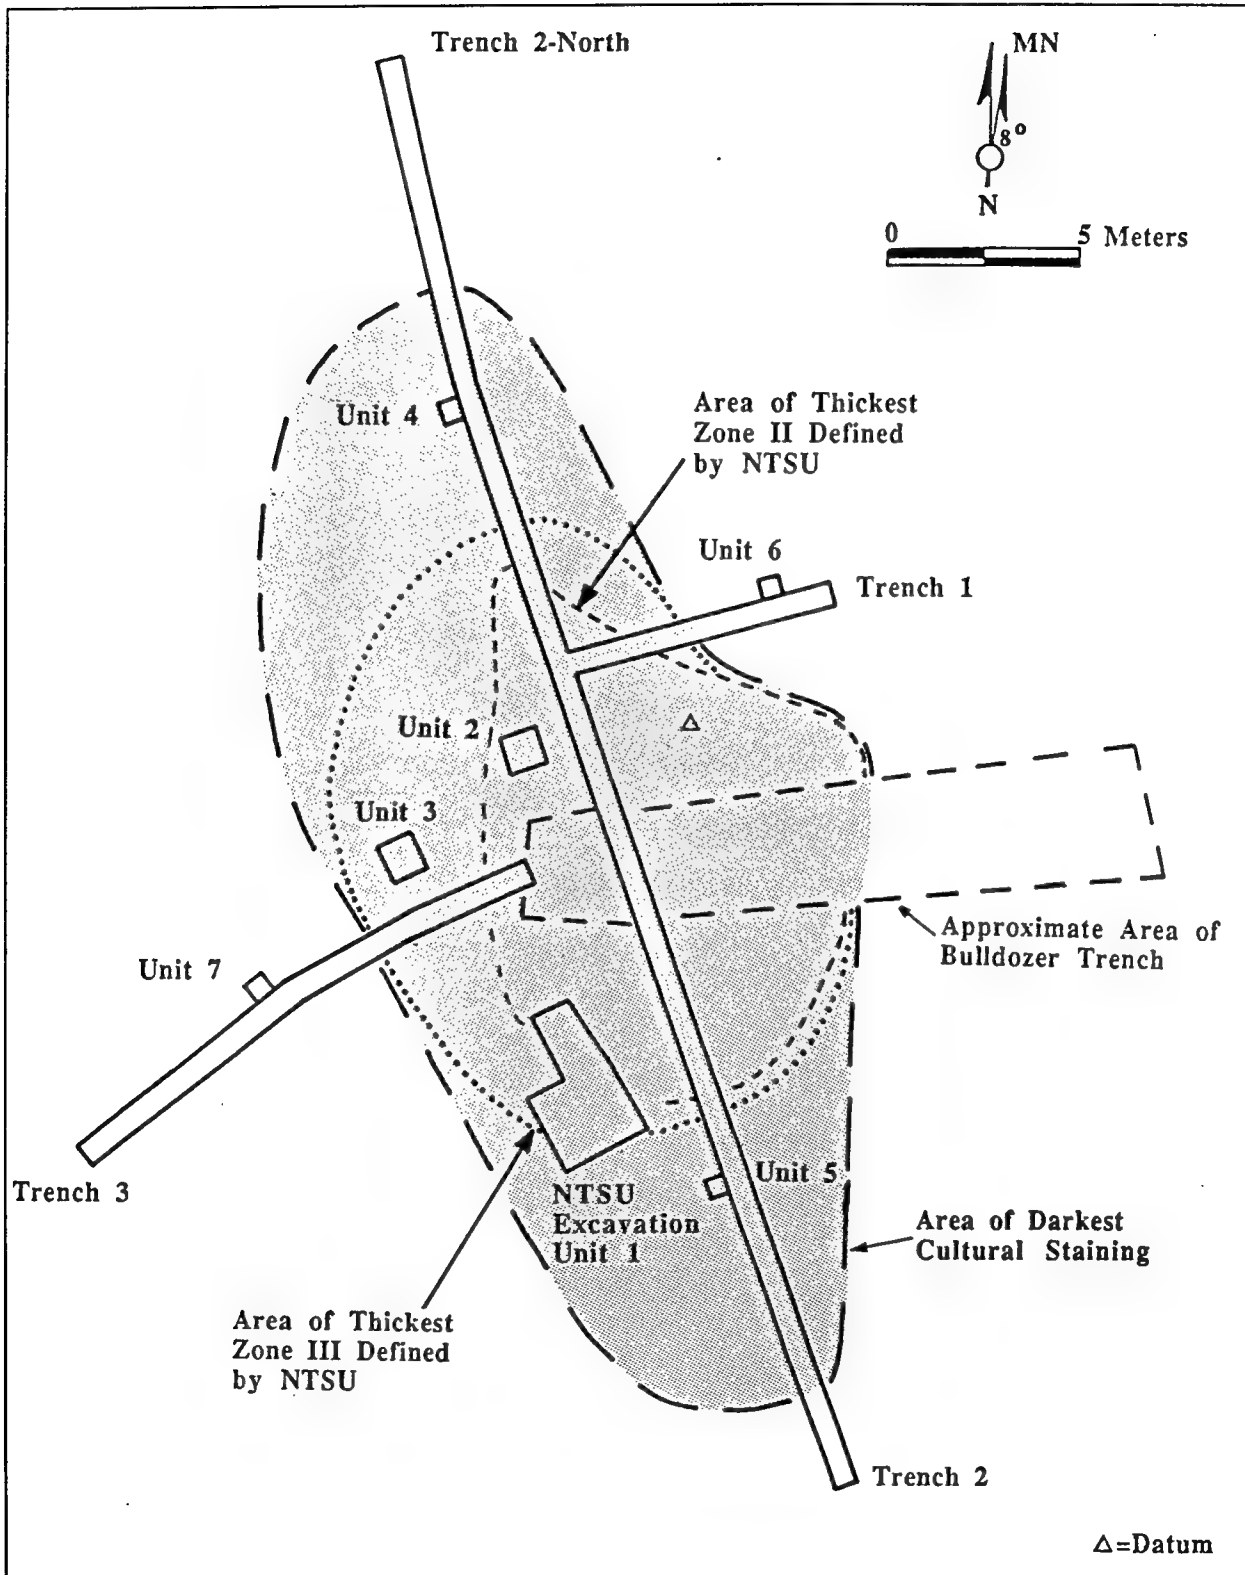 Trench 2-North
MN
8°
N
0 5 Meters
Unit 4
Area of Thickest
Zone II Defined
by NTSU
Unit 6
Trench 1
Unit 2
Unit 3
Approximate Area of
Bulldozer Trench
Unit 7
Trench 3
Unit 5
NTSU
Excavation
Unit 1
Area of Darkest
Cultural Staining
Area of Thickest
Zone III Defined
by NTSU
Trench 2
△=Datum